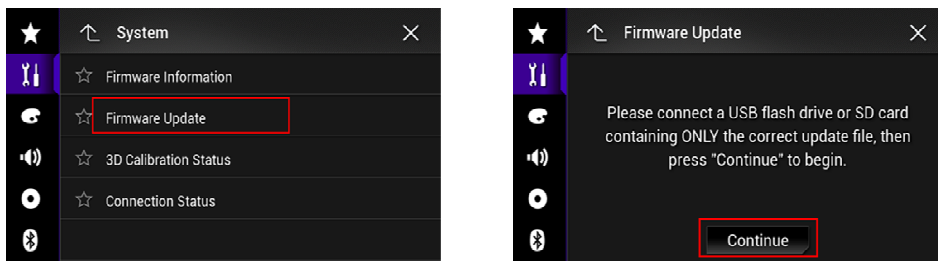 System
Firmware Information
Firmware Update
3D Calibration Status
Connection Status
Firmware Update
Please connect a USB flash drive or SD card
containing ONLY the correct update file, then
press "Continue" to begin.
Continue